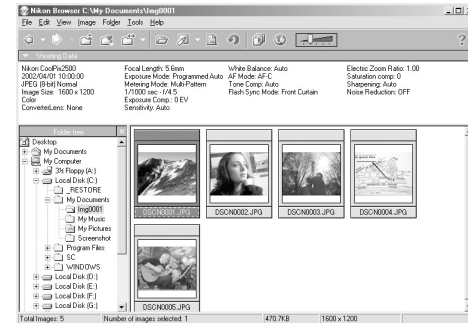 Nikon Browser C:\My Documents\Img0001
File Edit View Image Folder Tools Help
Shooting Data
Nikon CoolPix2500
2002/04/01 10:00:00
JPEG (8-bit) Normal
Image Size: 1600 x 1200
Color
ConverterLens: None
Focal Length: 5.6mm
Exposure Mode: Programmed Auto
Metering Mode: Multi-Pattern
1/1000 sec - f/4.5
Exposure Comp.: 0 EV
Sensitivity: Auto
White Balance: Auto
AF Mode: AF-C
Tone Comp: Auto
Flash Sync Mode: Front Curtain
Electric Zoom Ratio: 1.00
Saturation comp: 0
Sharpening: Auto
Noise Reduction: OFF
Folder tree
Desktop
My Documents
My Computer
3½ Floppy (A:)
Local Disk (C:)
_RESTORE
My Documents
Img0001
My Music
My Pictures
Screenshot
Program Files
SC
WINDOWS
Local Disk (D:)
Local Disk (E:)
Local Disk (F:)
Local Disk (G:)
DSCN0001.JPG
DSCN0002.JPG
DSCN0003.JPG
DSCN0004.JPG
DSCN0005.JPG
Total Images: 5
Number of images selected: 1
470.7KB
1600 x 1200